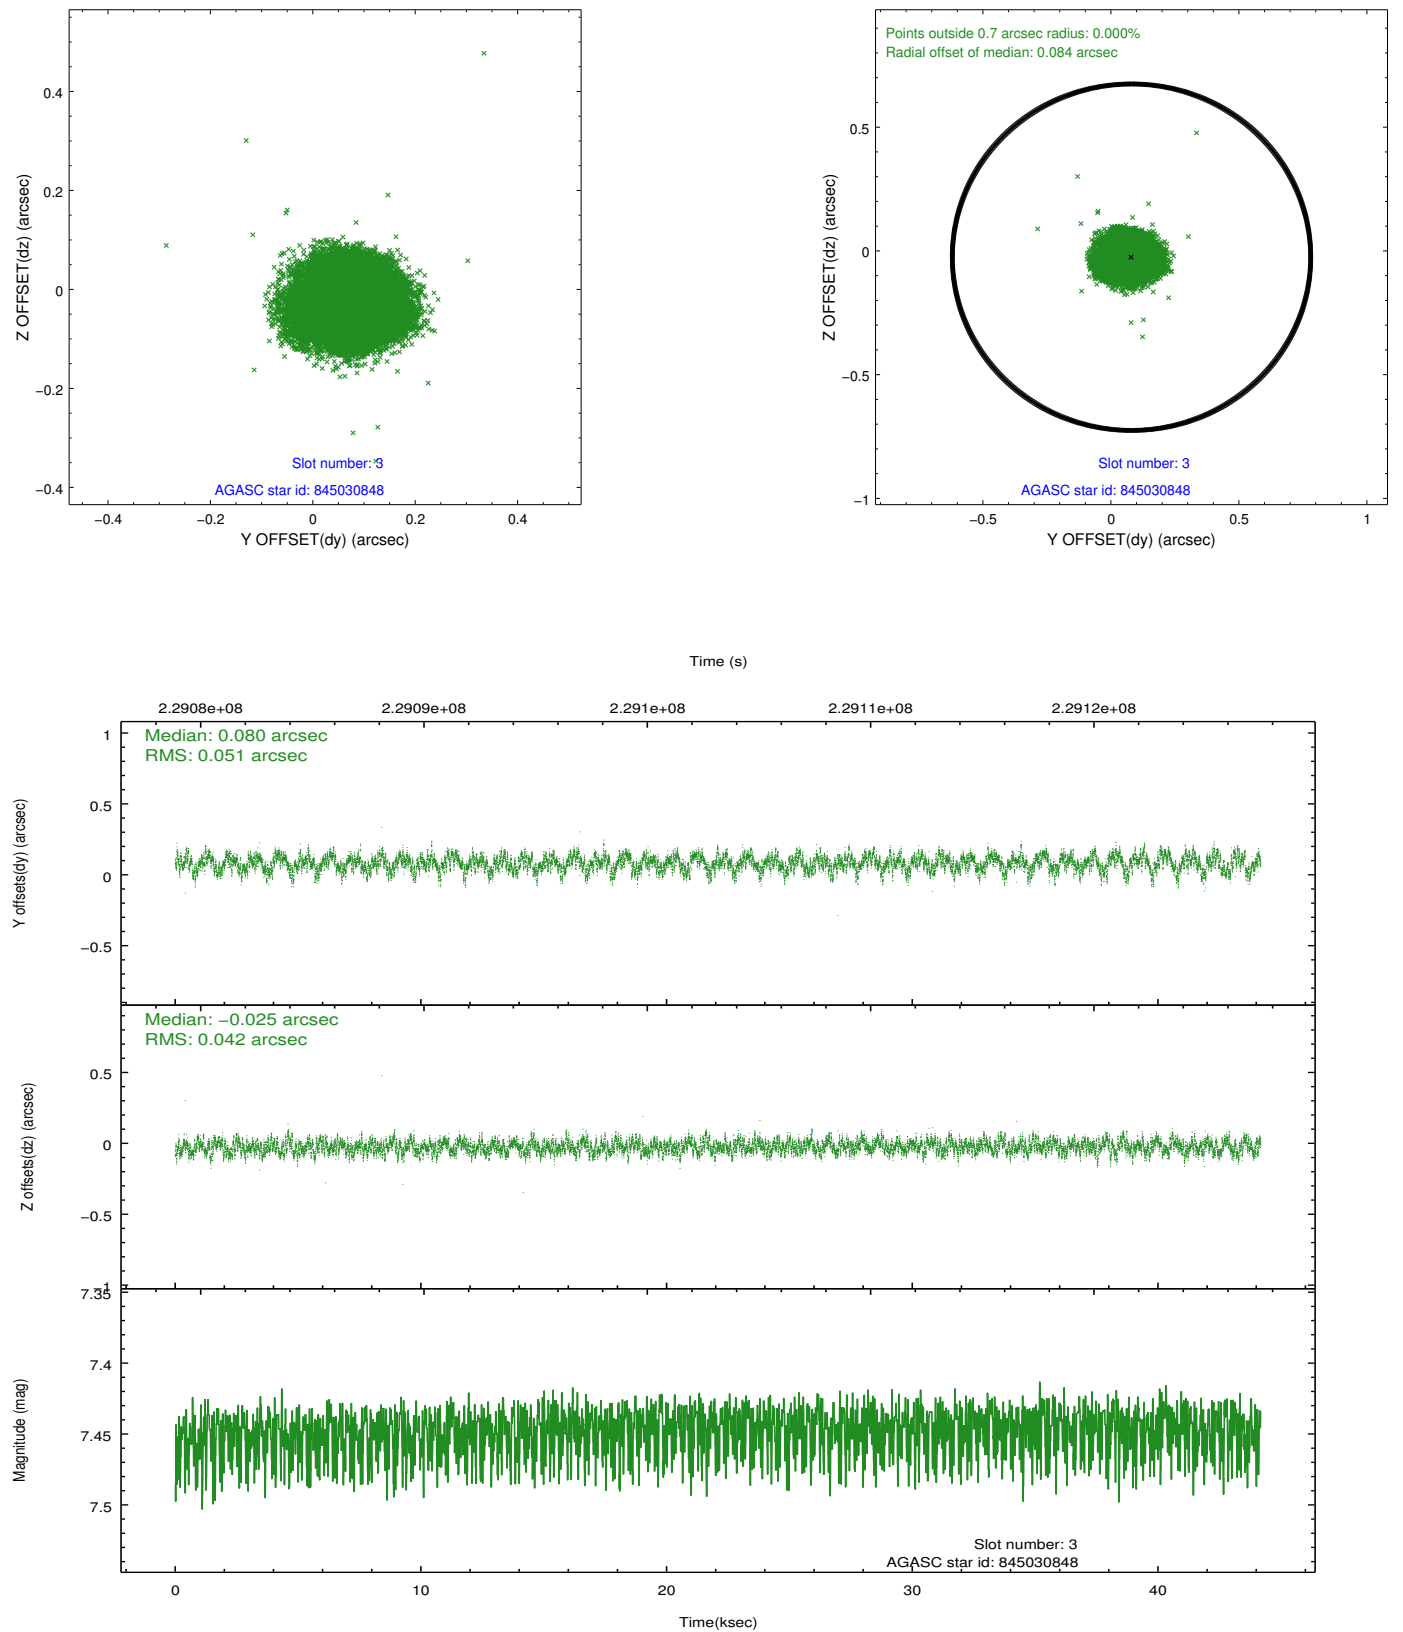 0.4
0.2
0
−0.2
−0.4
Z OFFSET(dz) (arcsec)
Slot number: 3
AGASC star id: 845030848
−0.4
−0.2
0
0.2
0.4
Y OFFSET(dy) (arcsec)
Points outside 0.7 arcsec radius: 0.000%
Radial offset of median: 0.084 arcsec
0.5
0
−0.5
−1
Z OFFSET(dz) (arcsec)
Slot number: 3
AGASC star id: 845030848
−0.5
0
0.5
1
Y OFFSET(dy) (arcsec)
Time (s)
2.2908e+08
2.2909e+08
2.291e+08
2.2911e+08
2.2912e+08
Median: 0.080 arcsec
RMS: 0.051 arcsec
1
0.5
0
−0.5
Y offsets(dy) (arcsec)
Median: −0.025 arcsec
RMS: 0.042 arcsec
0.5
0
−0.5
−1
Z offsets(dz) (arcsec)
7.35
7.4
7.45
7.5
Magnitude (mag)
Slot number: 3
AGASC star id: 845030848
0
10
20
30
40
Time(ksec)